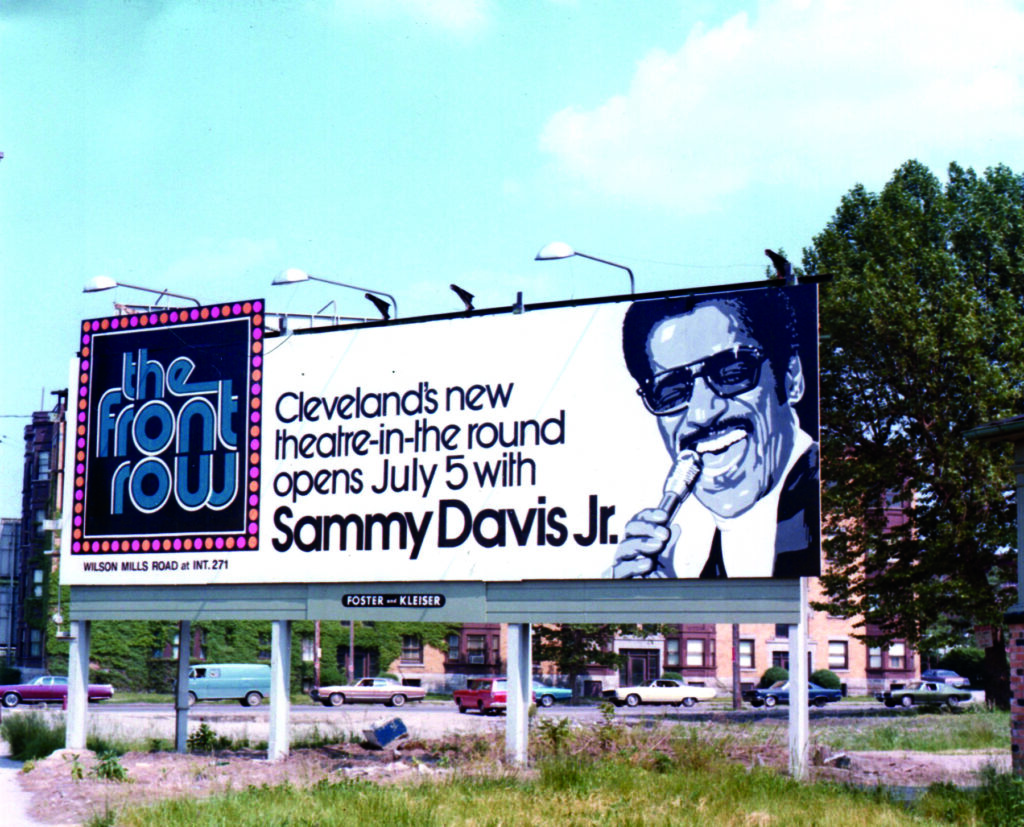 the
front
row
Cleveland's new
theatre-in-the round
opens July 5 with
Sammy Davis Jr.
WILSON MILLS ROAD at INT. 271
FOSTER and KLEISER